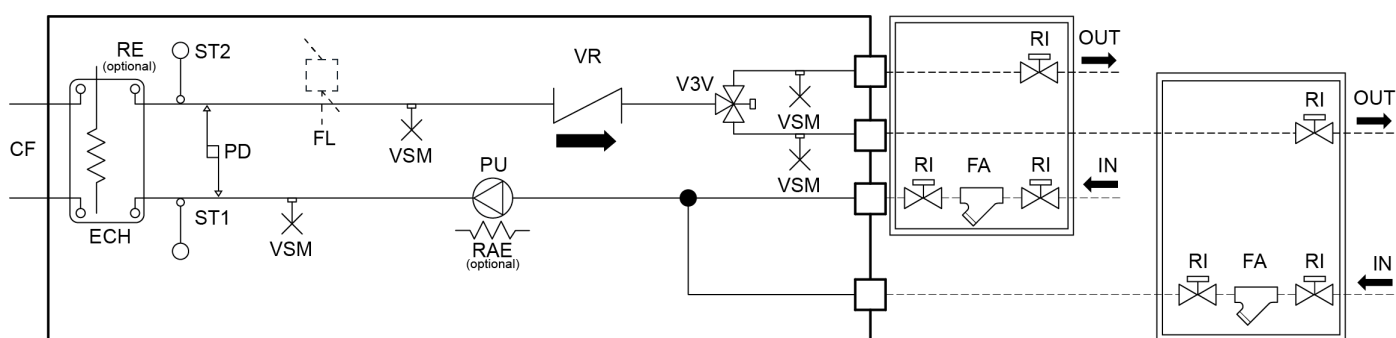 RE
(optional)
ST2
VR
V3V
RI
OUT
RI
OUT
CF
PD
FL
VSM
VSM
VSM
PU
RI
FA
RI
IN
ECH
ST1
VSM
RAE
(optional)
RI
FA
RI
IN